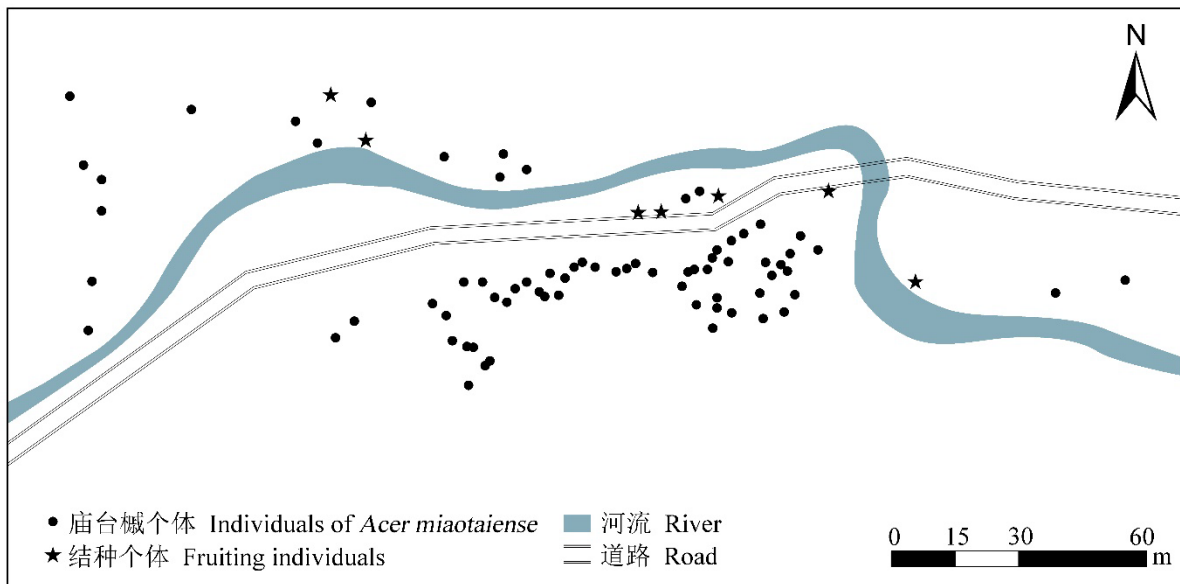 N
庙台槭个体 Individuals of Acer miaotaiense
结种个体 Fruiting individuals
河流 River
道路 Road
0 15 30 60
m